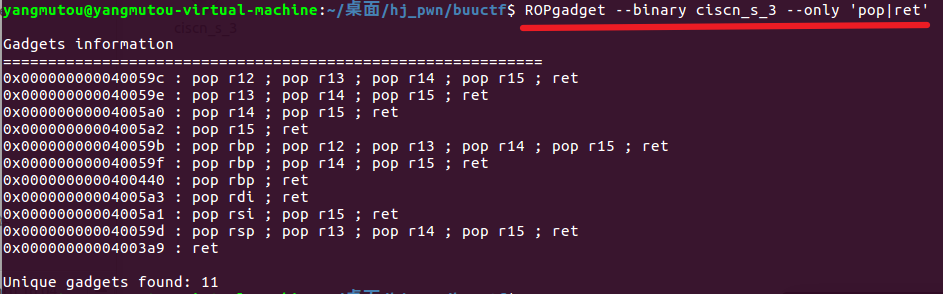 yangmutou@yangmutou-virtual-machine:~/桌面/hj_pwn/buuctf$ ROPgadget --binary ciscn_s_3 --only 'pop|ret'
ciscn_s_3
Gadgets information
============================================================
0x000000000040059c : pop r12 ; pop r13 ; pop r14 ; pop r15 ; ret
0x000000000040059e : pop r13 ; pop r14 ; pop r15 ; ret
0x00000000004005a0 : pop r14 ; pop r15 ; ret
0x00000000004005a2 : pop r15 ; ret
0x000000000040059b : pop rbp ; pop r12 ; pop r13 ; pop r14 ; pop r15 ; ret
0x000000000040059f : pop rbp ; pop r14 ; pop r15 ; ret
0x0000000000400440 : pop rbp ; ret
0x00000000004005a3 : pop rdi ; ret
0x00000000004005a1 : pop rsi ; pop r15 ; ret
0x000000000040059d : pop rsp ; pop r13 ; pop r14 ; pop r15 ; ret
0x00000000004003a9 : ret
Unique gadgets found: 11